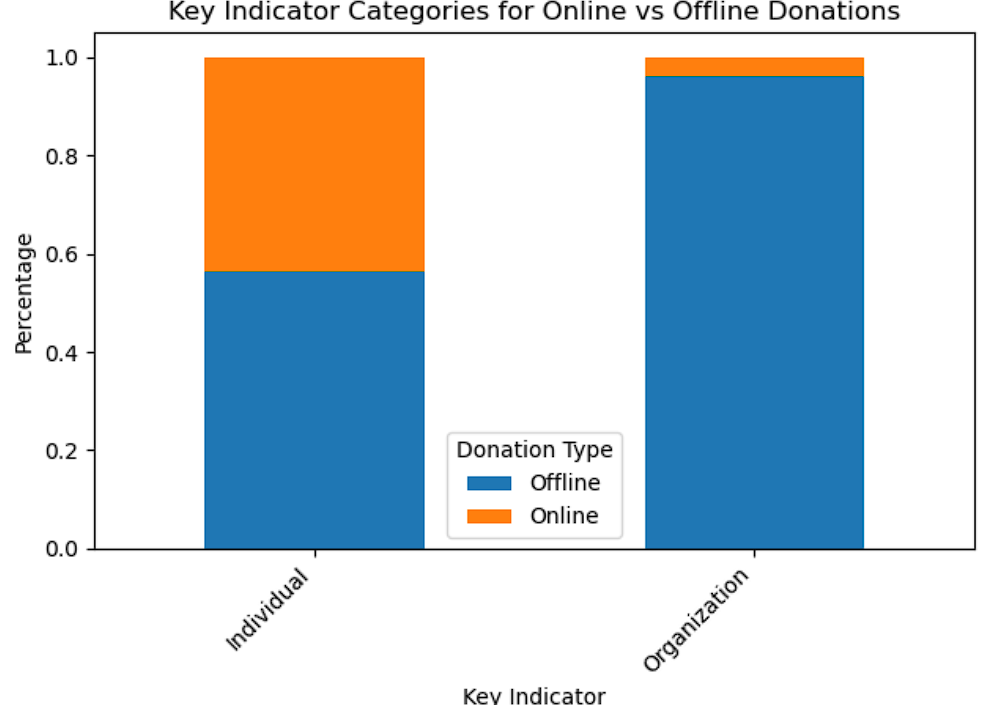 Key Indicator Categories for Online vs Offline Donations
Percentage
1.0
0.8
0.6
0.4
0.2
0.0
Donation Type
Offline
Online
Individual
Organization
Key Indicator